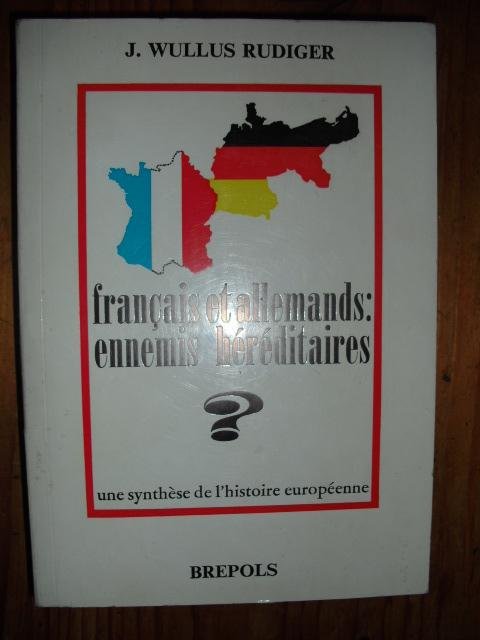 J. WULLUS RUDIGER
français et allemands:
ennemis héréditaires
?
une synthèse de l'histoire européenne
BREPOLS